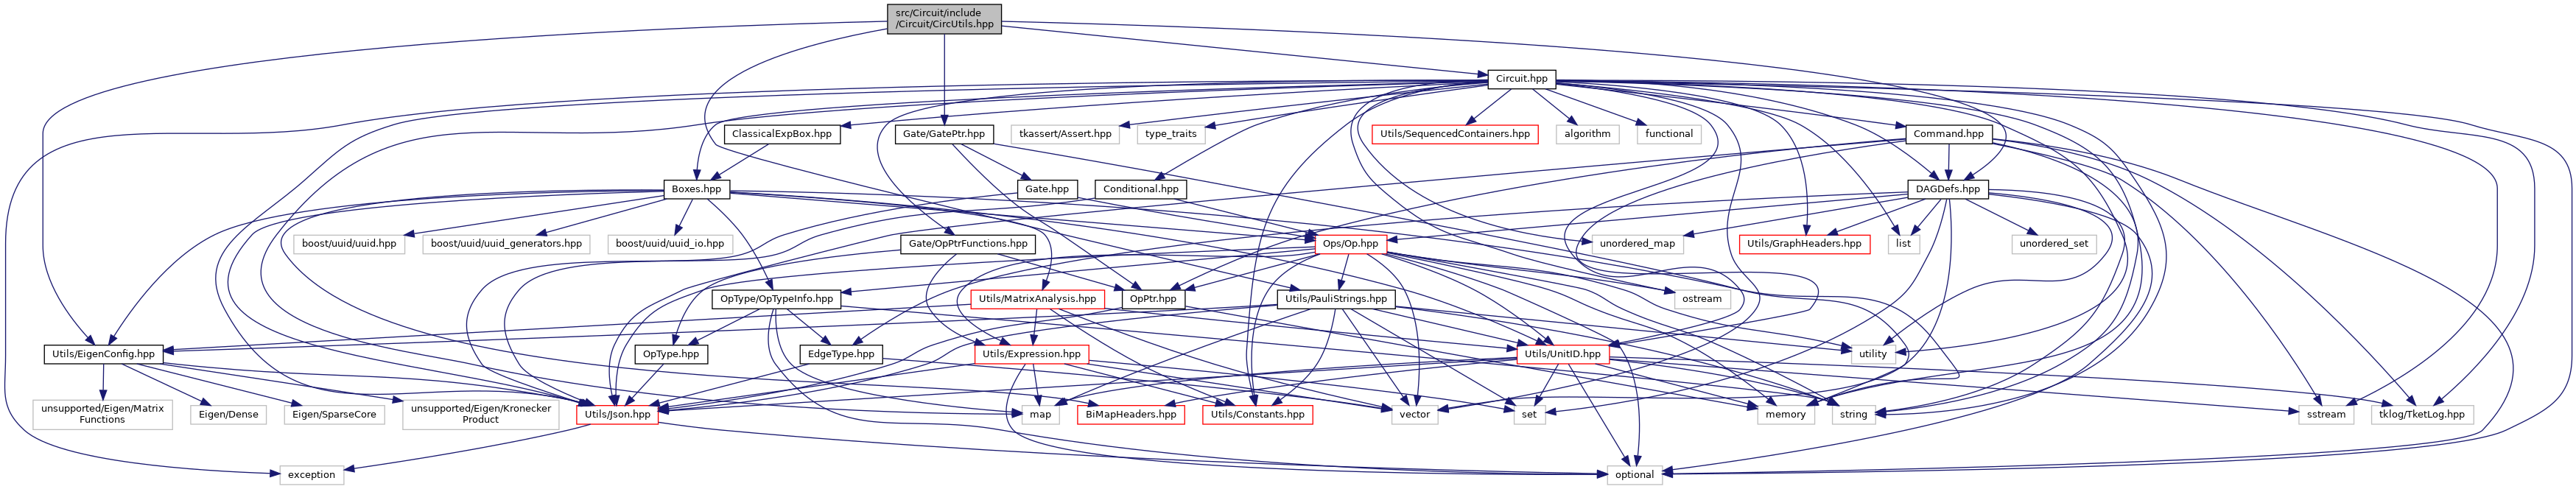 src/Circuit/include
/Circuit/CircUtils.hpp
Circuit.hpp
ClassicalExpBox.hpp
Gate/GatePtr.hpp
tkassert/Assert.hpp
type_traits
Utils/SequencedContainers.hpp
algorithm
functional
Command.hpp
Boxes.hpp
Gate.hpp
Conditional.hpp
DAGDefs.hpp
boost/uuid/uuid.hpp
boost/uuid/uuid_generators.hpp
boost/uuid/uuid_io.hpp
Gate/OpPtrFunctions.hpp
Ops/Op.hpp
unordered_map
Utils/GraphHeaders.hpp
list
unordered_set
OpType/OpTypeInfo.hpp
Utils/MatrixAnalysis.hpp
OpPtr.hpp
Utils/PauliStrings.hpp
ostream
Utils/EigenConfig.hpp
OpType.hpp
EdgeType.hpp
Utils/Expression.hpp
Utils/UnitID.hpp
utility
unsupported/Eigen/Matrix
Functions
Eigen/Dense
Eigen/SparseCore
unsupported/Eigen/Kronecker
Product
Utils/Json.hpp
map
BiMapHeaders.hpp
Utils/Constants.hpp
vector
set
memory
string
sstream
tklog/TketLog.hpp
exception
optional